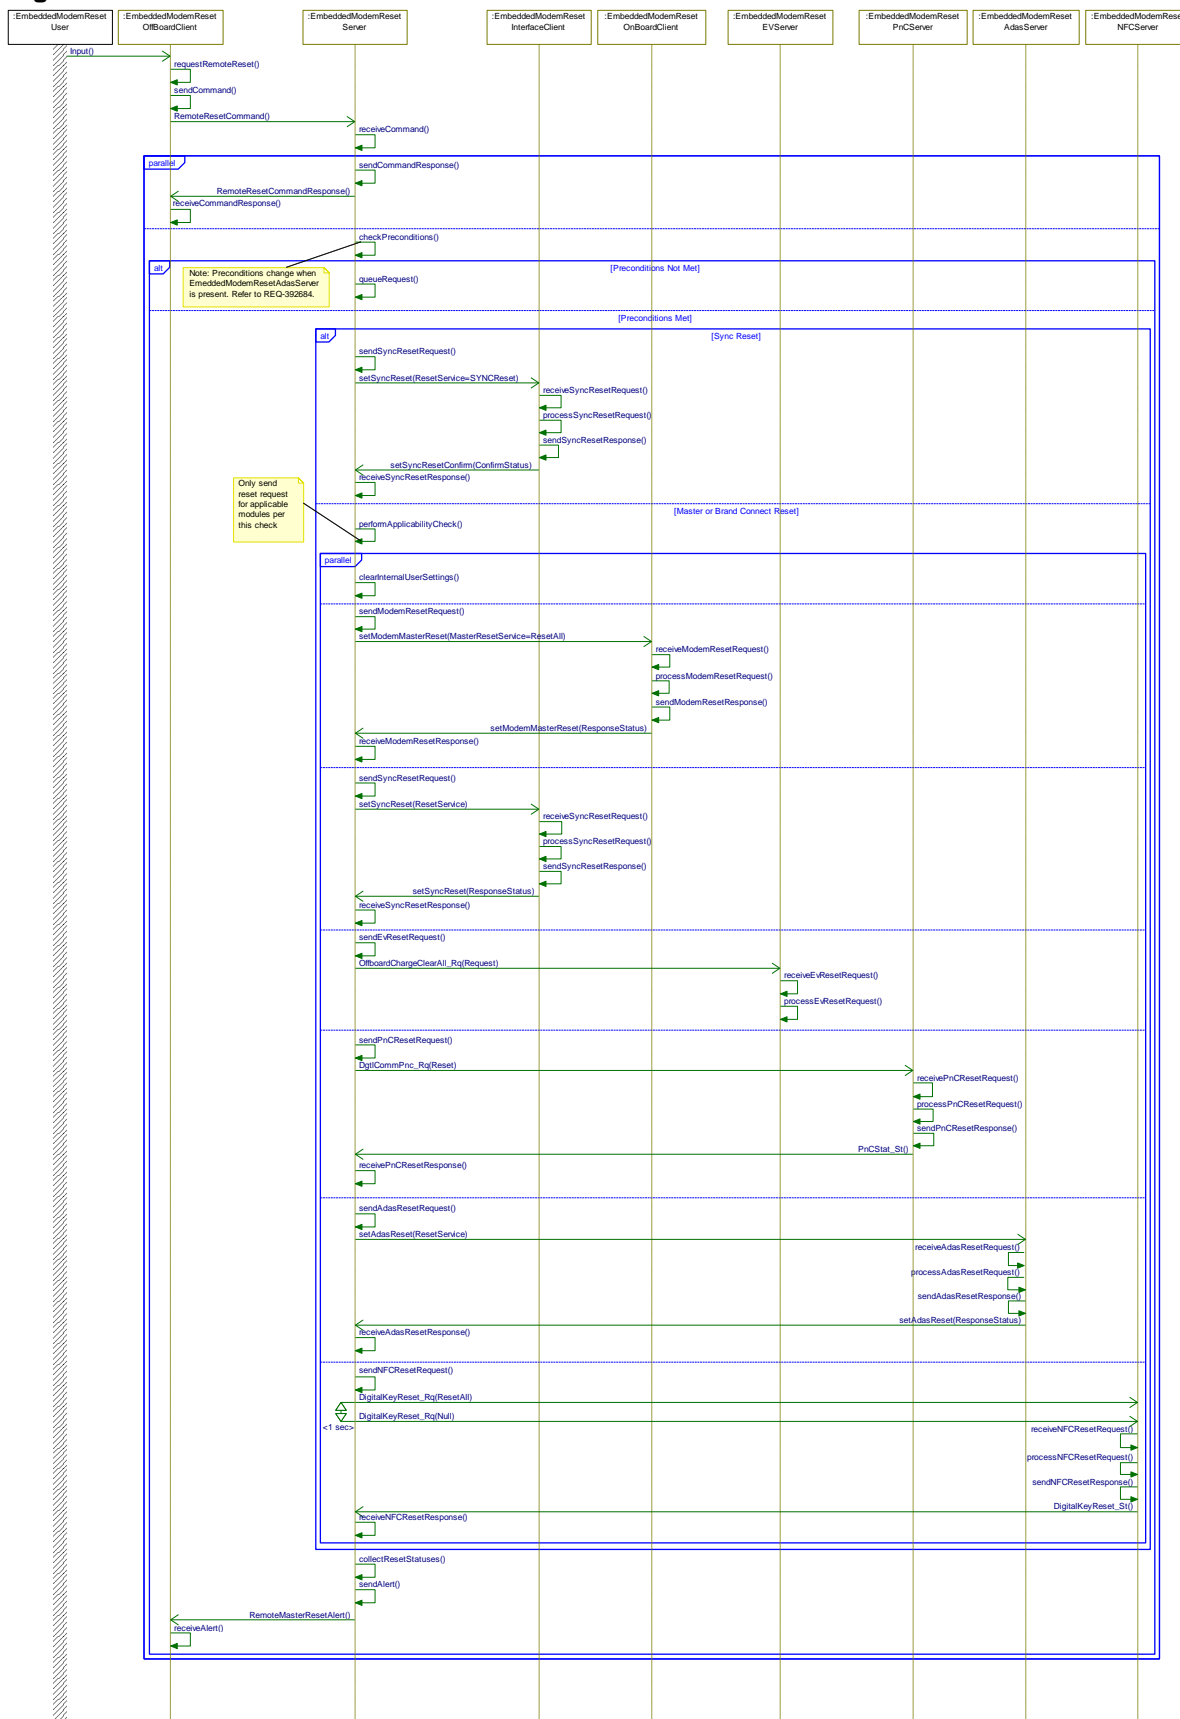 :EmbeddedModemReset
User
:EmbeddedModemReset
OffBoardClient
:EmbeddedModemReset
Server
:EmbeddedModemReset
InterfaceClient
:EmbeddedModemReset
OnBoardClient
:EmbeddedModemReset
EVServer
:EmbeddedModemReset
PnCServer
:EmbeddedModemReset
AdasServer
:EmbeddedModemRese
NFCServer
Input()
requestRemoteReset()
sendCommand()
RemoteResetCommand()
receiveCommand()
parallel
sendCommandResponse()
RemoteResetCommandResponse()
receiveCommandResponse()
checkPreconditions()
alt
[Preconditions Not Met]
Note: Preconditions change when
EmeddedModemResetAdasServer
is present. Refer to REQ-392684.
queueRequest()
[Preconditions Met]
alt
[Sync Reset]
sendSyncResetRequest()
setSyncReset(ResetService=SYNCReset)
receiveSyncResetRequest()
processSyncResetRequest()
sendSyncResetResponse()
setSyncResetConfirm(ConfirmStatus)
receiveSyncResetResponse()
Only send
reset request
for applicable
modules per
this check
[Master or Brand Connect Reset]
performApplicabilityCheck()
parallel
clearInternalUserSettings()
sendModemResetRequest()
setModemMasterReset(MasterResetService=ResetAll)
receiveModemResetRequest()
processModemResetRequest()
sendModemResetResponse()
setModemMasterReset(ResponseStatus)
receiveModemResetResponse()
sendSyncResetRequest()
setSyncReset(ResetService)
receiveSyncResetRequest()
processSyncResetRequest()
sendSyncResetResponse()
setSyncReset(ResponseStatus)
receiveSyncResetResponse()
sendEvResetRequest()
OffboardChargeClearAll_Rq(Request)
receiveEvResetRequest()
processEvResetRequest()
sendPnCResetRequest()
DgtlCommPnc_Rq(Reset)
receivePnCResetRequest()
processPnCResetRequest()
sendPnCResetResponse()
PnCStat_St()
receivePnCResetResponse()
sendAdasResetRequest()
setAdasReset(ResetService)
receiveAdasResetRequest()
processAdasResetRequest()
sendAdasResetResponse()
setAdasReset(ResponseStatus)
receiveAdasResetResponse()
sendNFCResetRequest()
DigitalKeyReset_Rq(ResetAll)
DigitalKeyReset_Rq(Null)
<1 sec>
receiveNFCResetRequest()
processNFCResetRequest()
sendNFCResetResponse()
DigitalKeyReset_St()
receiveNFCResetResponse()
collectResetStatuses()
sendAlert()
RemoteMasterResetAlert()
receiveAlert()